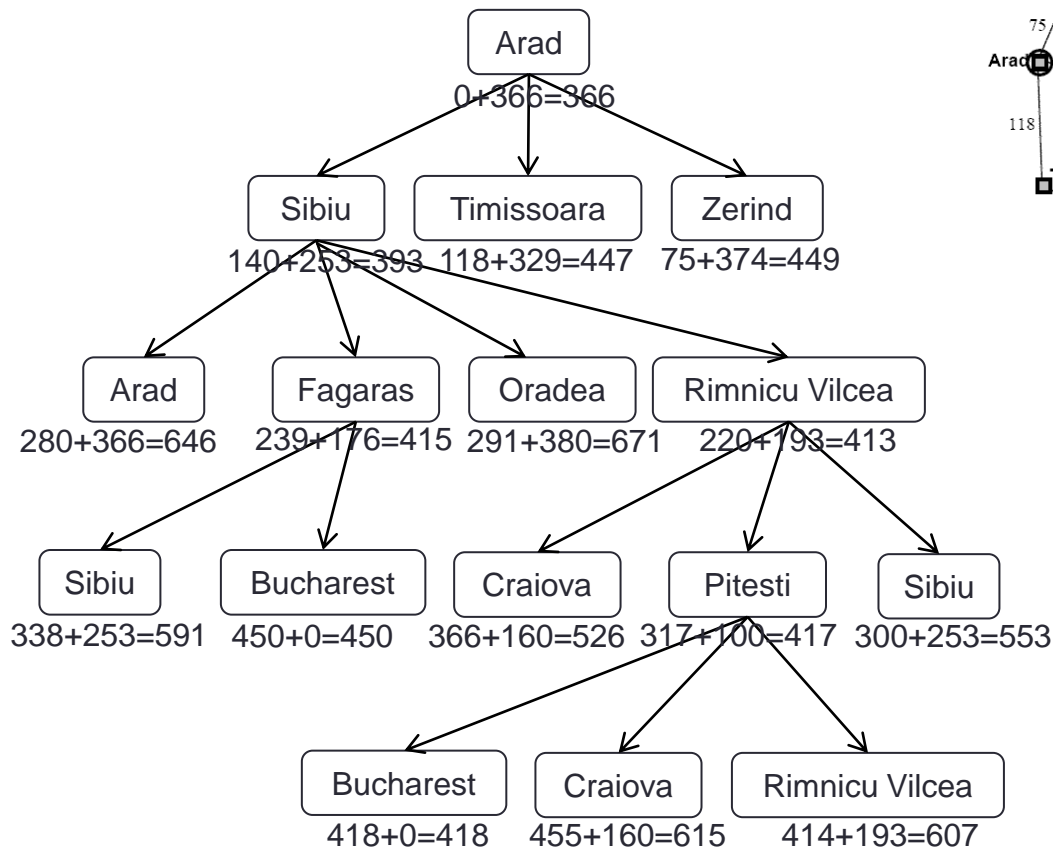 Arad
0+366=366
75
Arad
118
Sibiu Timissoara Zerind
140+253=393 118+329=447 75+374=449
Arad Fagaras Oradea Rimnicu Vilcea
280+366=646 239+176=415 291+380=671 220+193=413
Sibiu Bucharest Craiova Pitesti Sibiu
338+253=591 450+0=450 366+160=526 317+100=417 300+253=553
Bucharest Craiova Rimnicu Vilcea
418+0=418 455+160=615 414+193=607